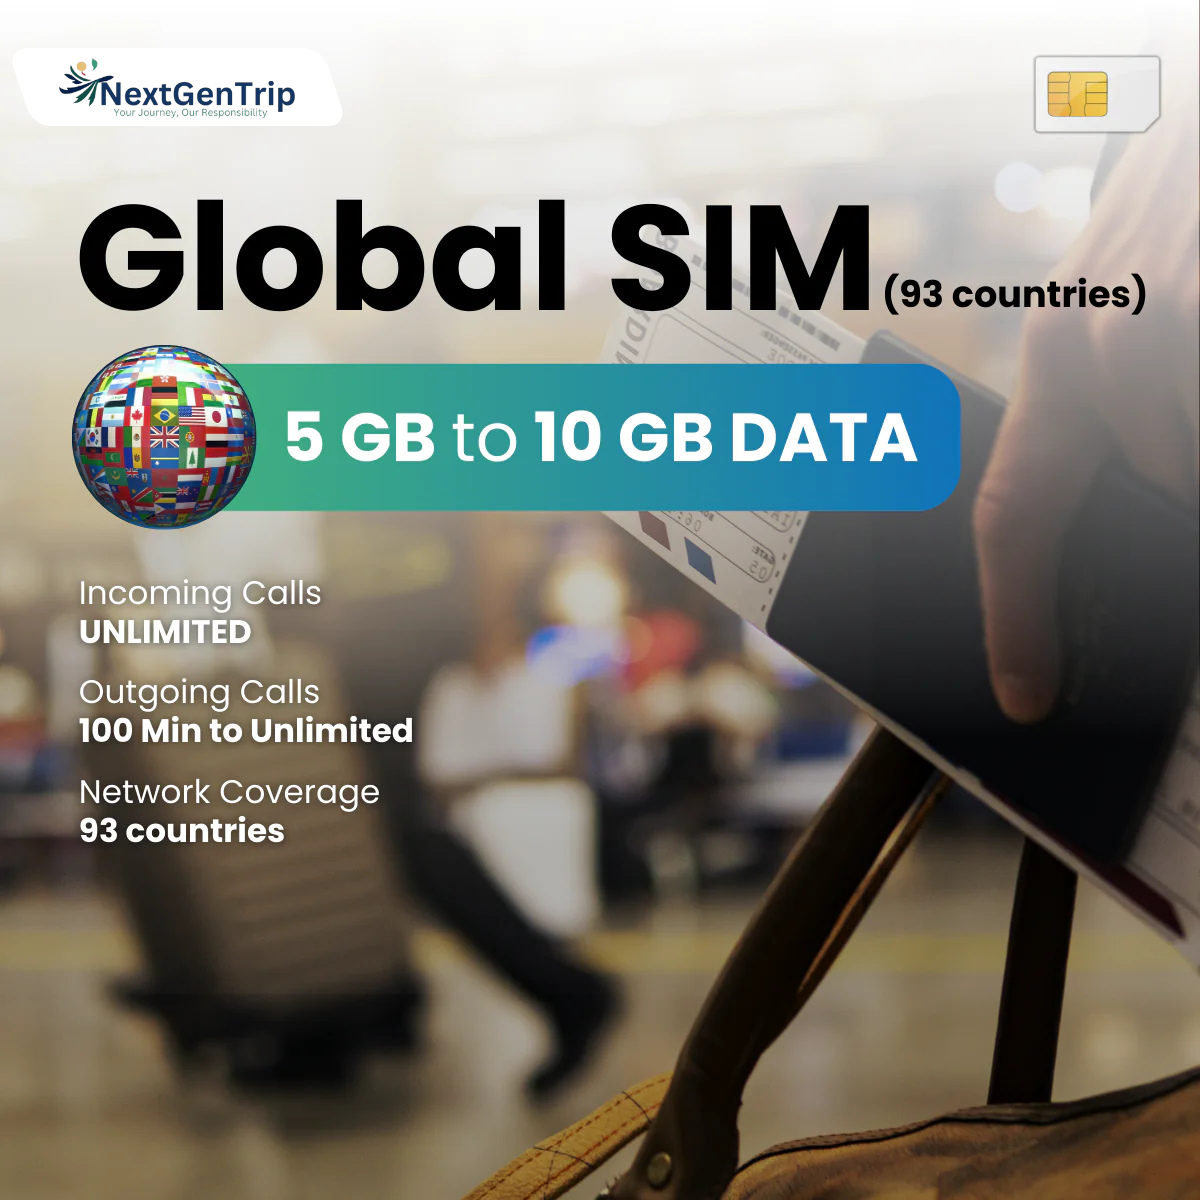 NextGenTrip
Your Journey, Our Responsibility
Global SIM (93 countries)
5 GB to 10 GB DATA
Incoming Calls
UNLIMITED
Outgoing Calls
100 Min to Unlimited
Network Coverage
93 countries